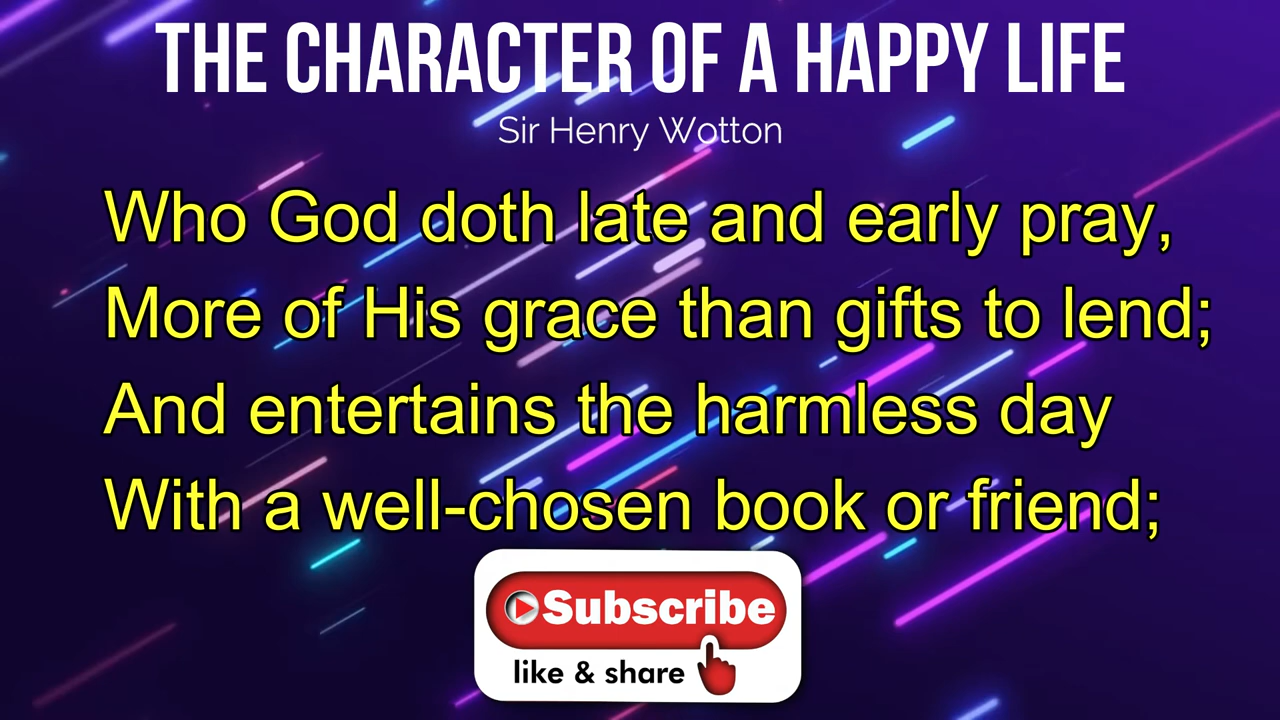 THE CHARACTER OF A HAPPY LIFE
Sir Henry Wotton
Who God doth late and early pray,
More of His grace than gifts to lend;
And entertains the harmless day
With a well-chosen book or friend;
Subscribe
like & share